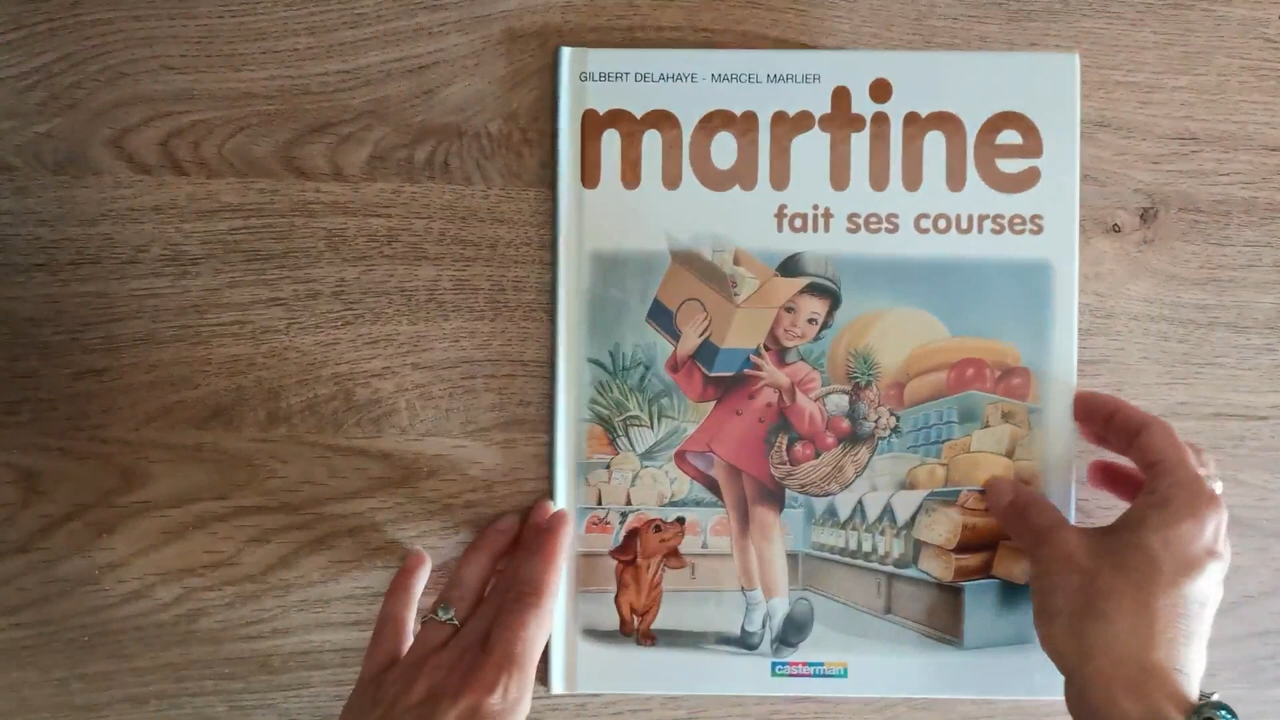 GILBERT DELAHAYE - MARCEL MARLIER
martine
fait ses courses
casterman